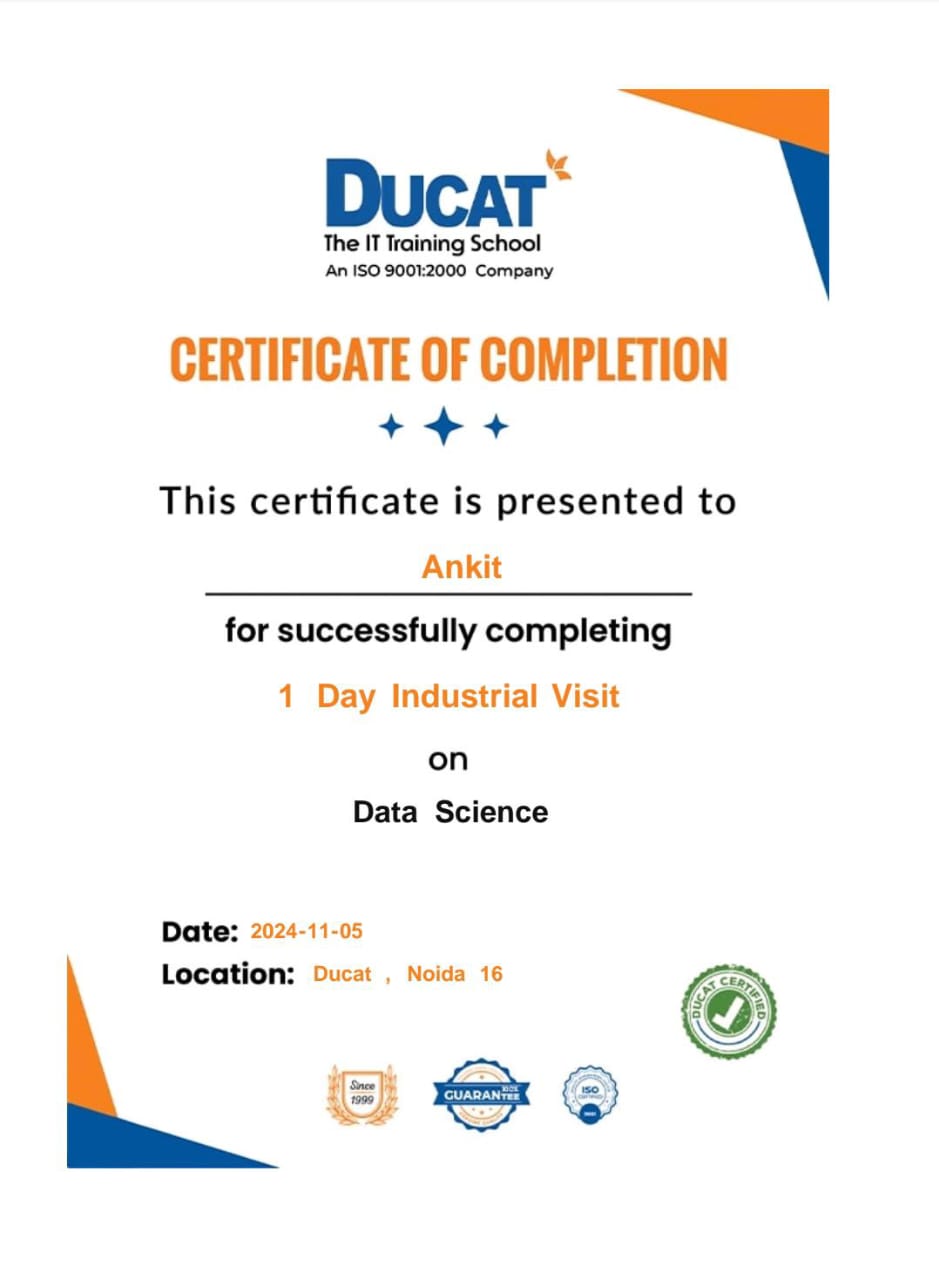 DUCAT
The IT Training School
An ISO 9001:2000 Company
CERTIFICATE OF COMPLETION
This certificate is presented to
Ankit
for successfully completing
1 Day Industrial Visit
on
Data Science
Date: 2024-11-05
Location: Ducat , Noida 16
DUCAT CERTIFIED
Since
1999
100%
GUARANTEE
ISO
CERTIFIED
9001